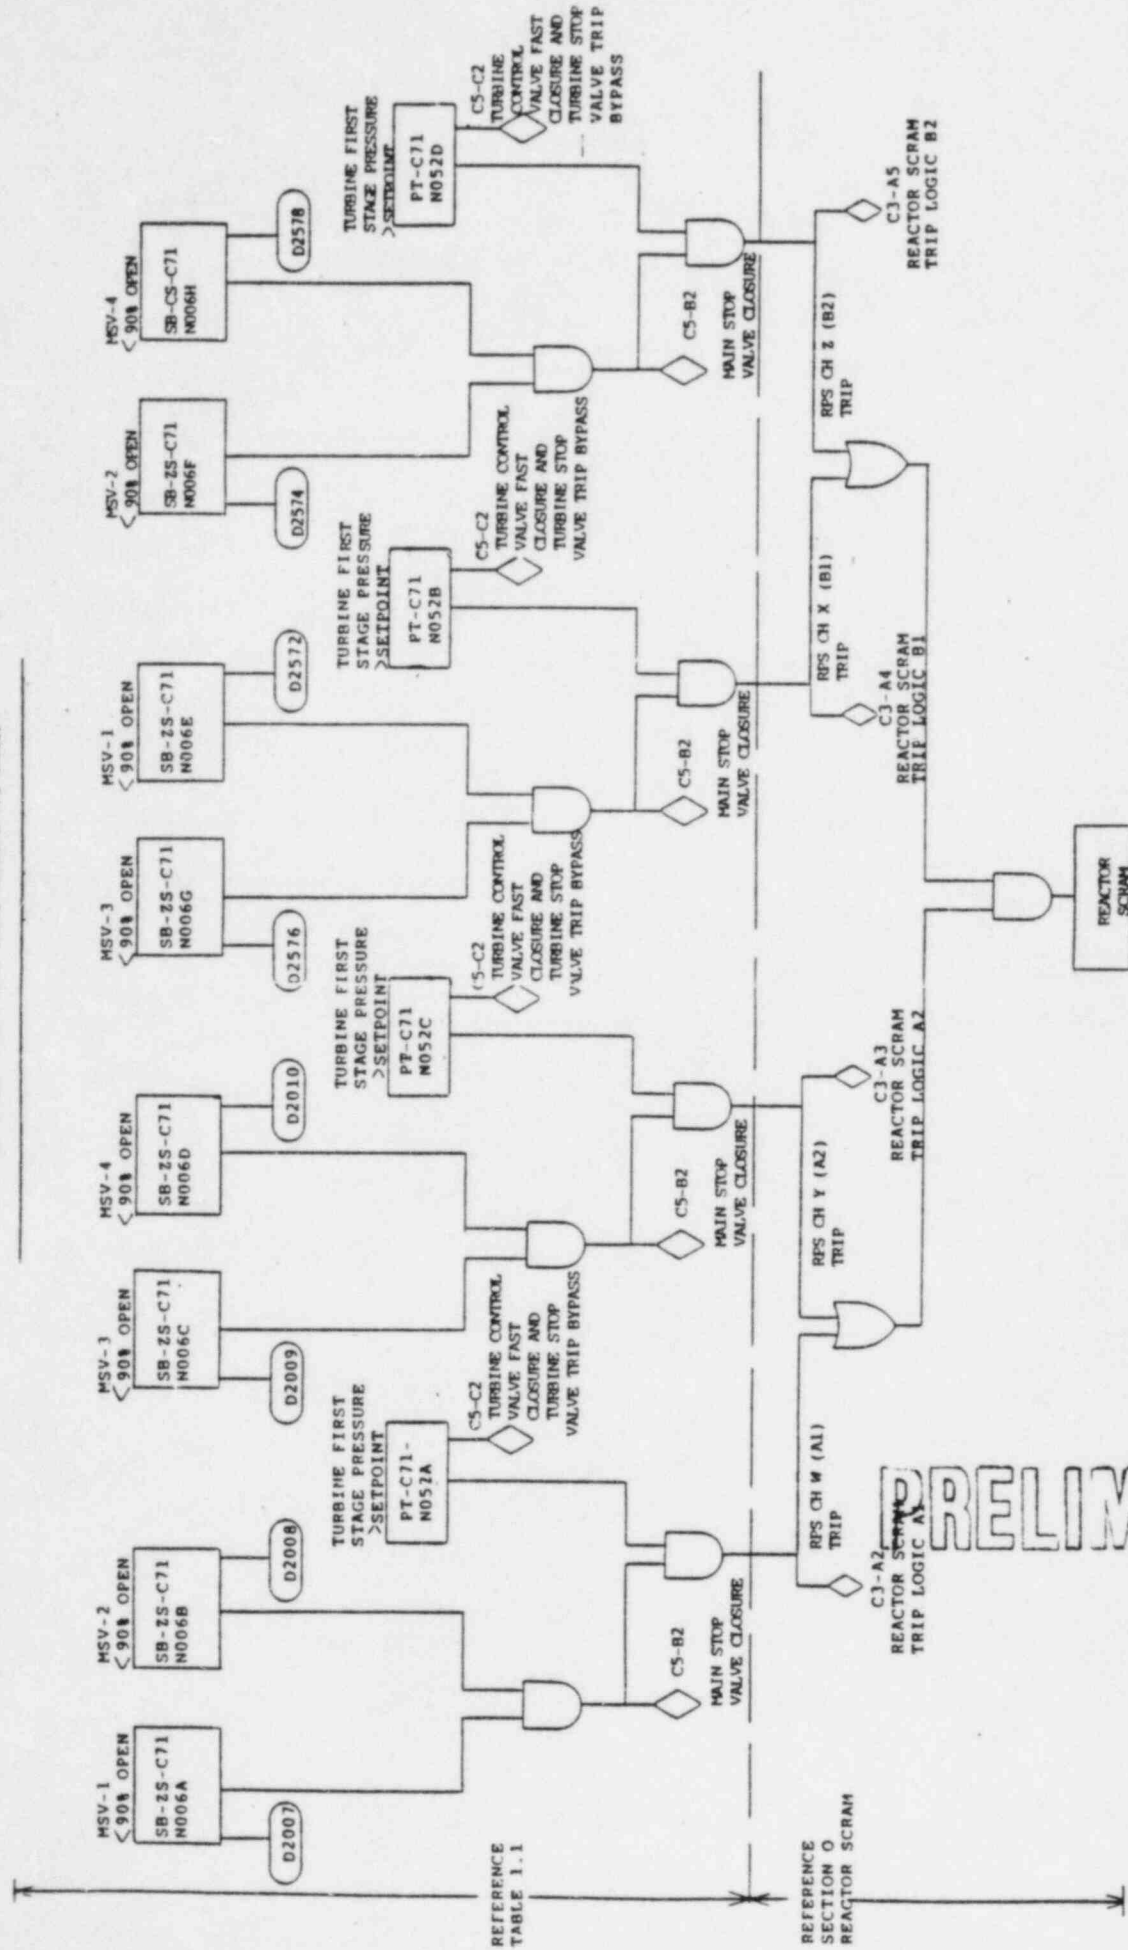 MSV-1
<90% OPEN
SB-ZS-C71
N006A
D2007
MSV-2
<90% OPEN
SB-ZS-C71
N006B
D2008
TURBINE FIRST
STAGE PRESSURE
>SETPOINT
PT-C71-
N052A
C5-C2
TURBINE CONTROL
VALVE FAST
CLOSURE AND
TURBINE STOP
VALVE TRIP BYPASS
MSV-3
<90% OPEN
SB-ZS-C71
N006C
D2009
MSV-4
<90% OPEN
SB-ZS-C71
N006D
D2010
TURBINE FIRST
STAGE PRESSURE
>SETPOINT
PT-C71
N052C
C5-C2
TURBINE CONTROL
VALVE FAST
CLOSURE AND
TURBINE STOP
VALVE TRIP BYPASS
MSV-3
<90% OPEN
SB-ZS-C71
N006G
D2576
MSV-1
<90% OPEN
SB-ZS-C71
N006E
D2572
TURBINE FIRST
STAGE PRESSURE
>SETPOINT
PT-C71
N052B
C5-C2
TURBINE CONTROL
VALVE FAST
CLOSURE AND
TURBINE STOP
VALVE TRIP BYPASS
MSV-2
<90% OPEN
SB-ZS-C71
N006F
D2574
MSV-4
<90% OPEN
SB-CS-C71
N006H
D2578
TURBINE FIRST
STAGE PRESSURE
>SETPOINT
PT-C71
N052D
C5-C2
TURBINE
CONTROL
VALVE FAST
CLOSURE AND
TURBINE STOP
VALVE TRIP
BYPASS
REFERENCE
TABLE 1.1
C5-B2
MAIN STOP
VALVE CLOSURE
C5-B2
MAIN STOP
VALVE CLOSURE
C5-B2
MAIN STOP
VALVE CLOSURE
C5-B2
MAIN STOP
VALVE CLOSURE
REFERENCE
SECTION O
REACTOR SCRAM
RPS CH W (A1)
TRIP
C3-A2
REACTOR SCRAM
TRIP LOGIC A1
RPS CH Y (A2)
TRIP
C3-A3
REACTOR SCRAM
TRIP LOGIC A2
RPS CH X (B1)
TRIP
C3-A4
REACTOR SCRAM
TRIP LOGIC B1
RPS CH Z (B2)
TRIP
C3-A5
REACTOR SCRAM
TRIP LOGIC B2
REACTOR
SCRAM
PRELIM